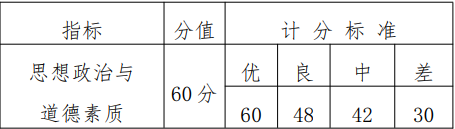 指标 分值 计 分 标 准
思想政治与
道德素质 60分 优 良 中 差
60 48 42 30